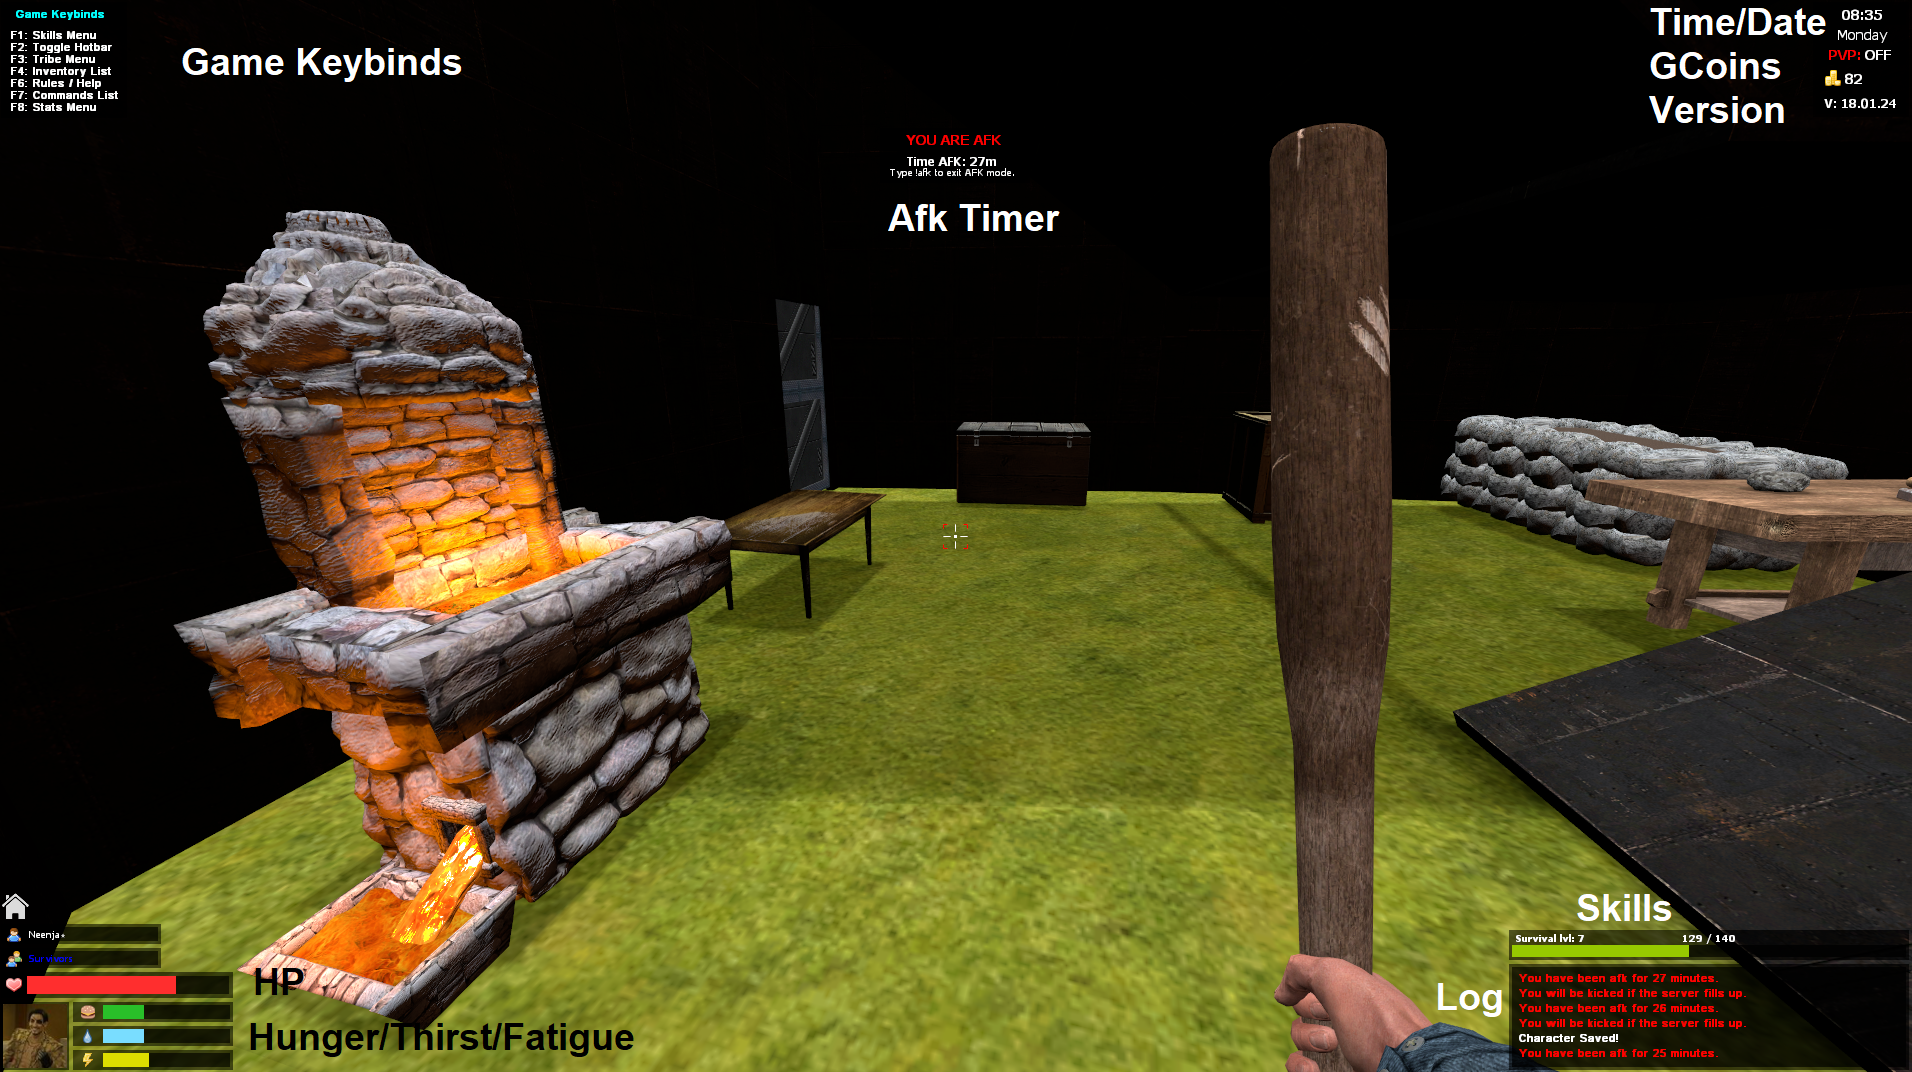 Game Keybinds
F1: Skills Menu
F2: Toggle Hotbar
F3: Tribe Menu
F4: Inventory List
F6: Rules / Help
F7: Commands List
F8: Stats Menu
Game Keybinds
Time/Date
GCoins
Version
08:35
Monday
PVP: OFF
82
V: 18.01.24
YOU ARE AFK
Time AFK: 27m
Type !afk to exit AFK mode.
Afk Timer
Neenja
Survivors
HP
Hunger/Thirst/Fatigue
Skills
Survival lvl: 7 129 / 140
Log
You have been afk for 27 minutes.
You will be kicked if the server fills up.
You have been afk for 26 minutes.
You will be kicked if the server fills up.
Character Saved!
You have been afk for 25 minutes.